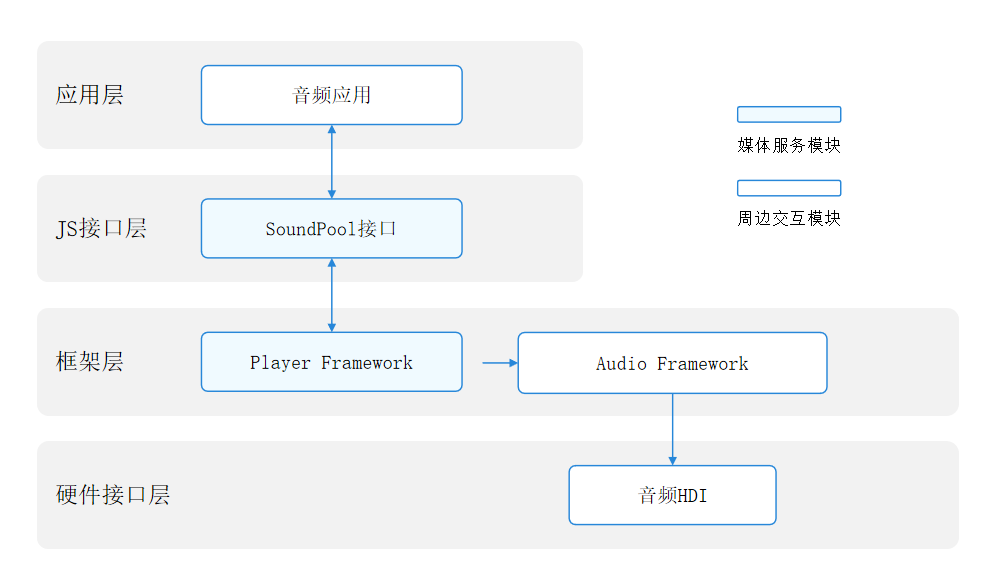 应用层
音频应用
媒体服务模块
周边交互模块
JS接口层
SoundPool接口
框架层
Player Framework
Audio Framework
硬件接口层
音频HDI